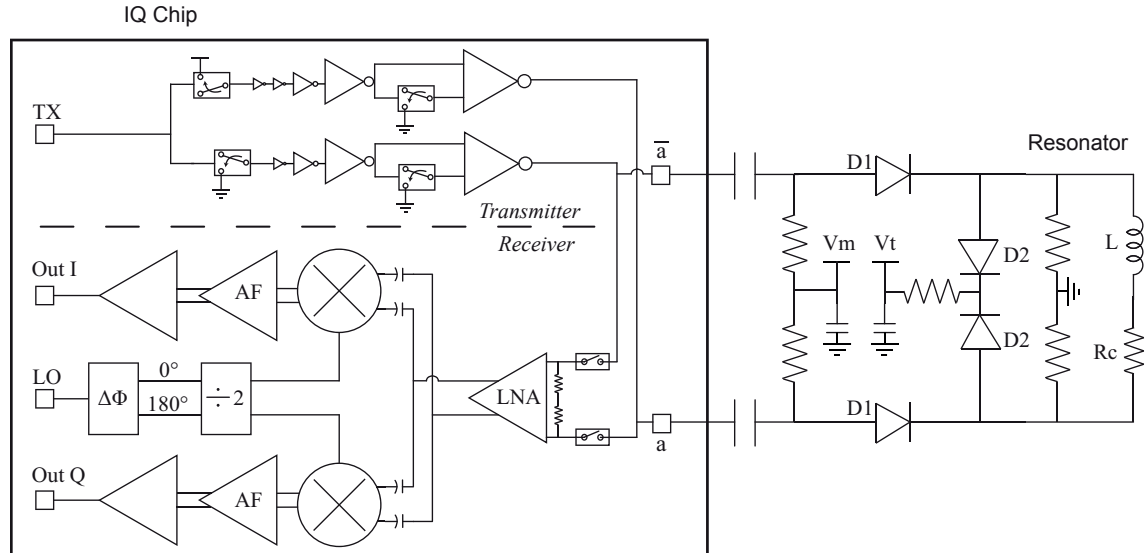 IQ Chip
TX
Transmitter
Receiver
Out I
AF
LO
ΔΦ
0°
180°
÷2
LNA
Out Q
AF
a̅
a
D1
Resonator
Vm
Vt
D2
L
D2
Rc
D1